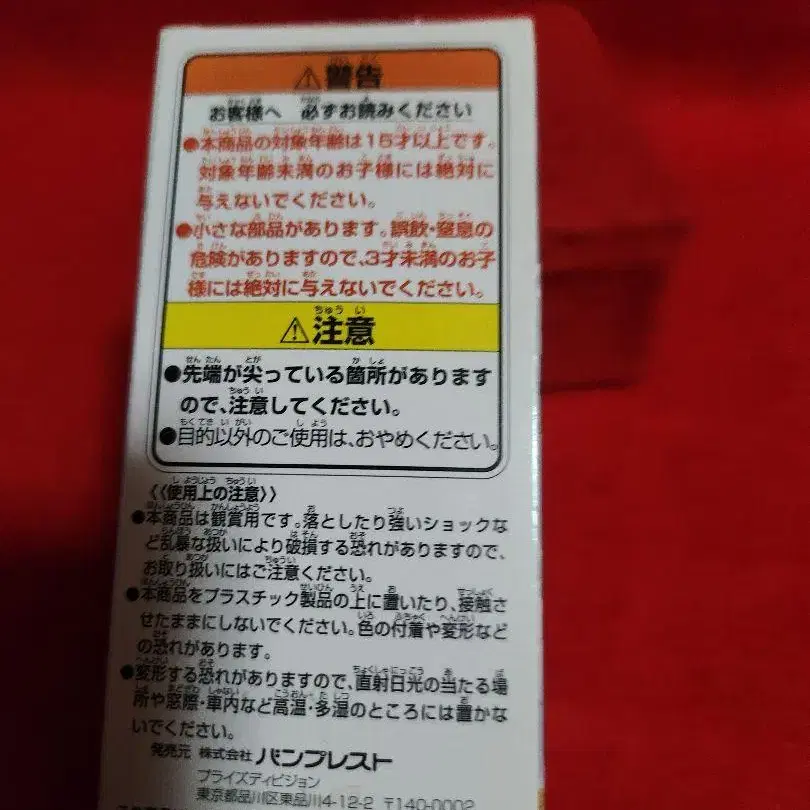 ⚠警告
お客様へ 必ずお読みください
●本商品の対象年齢は15才以上です。
対象年齢未満のお子様には絶対に
与えないでください。
●小さな部品があります。誤飲・窒息の
危険がありますので、3才未満のお子
様には絶対に与えないでください。
⚠注意
●先端が尖っている箇所があります
ので、注意してください。
●目的以外のご使用は、おやめください。
《使用上の注意》
●本商品は観賞用です。落としたり強いショックな
ど乱暴な扱いにより破損する恐れがありますので、
お取り扱いにはご注意ください。
●本商品をプラスチック製品の上に置いたり、接触さ
せたままにしないでください。色の付着や変形など
の恐れがあります。
●変形する恐れがありますので、直射日光の当たる場
所や窓際・車内など高温・多湿のところには置かな
いでください。
発売元 株式会社 バンプレスト
プライズディビジョン
東京都品川区東品川4-12-2 〒140-0002